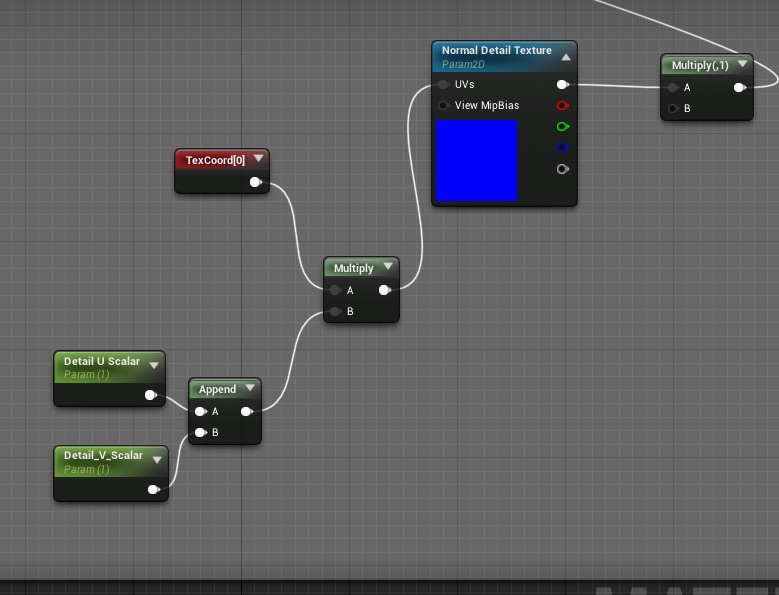 Normal Detail Texture
Param2D
UVs
View MipBias
Multiply(,1)
A
B
TexCoord[0]
Multiply
A
B
Detail U Scalar
Param (1)
Append
A
B
Detail_V_Scalar
Param (1)